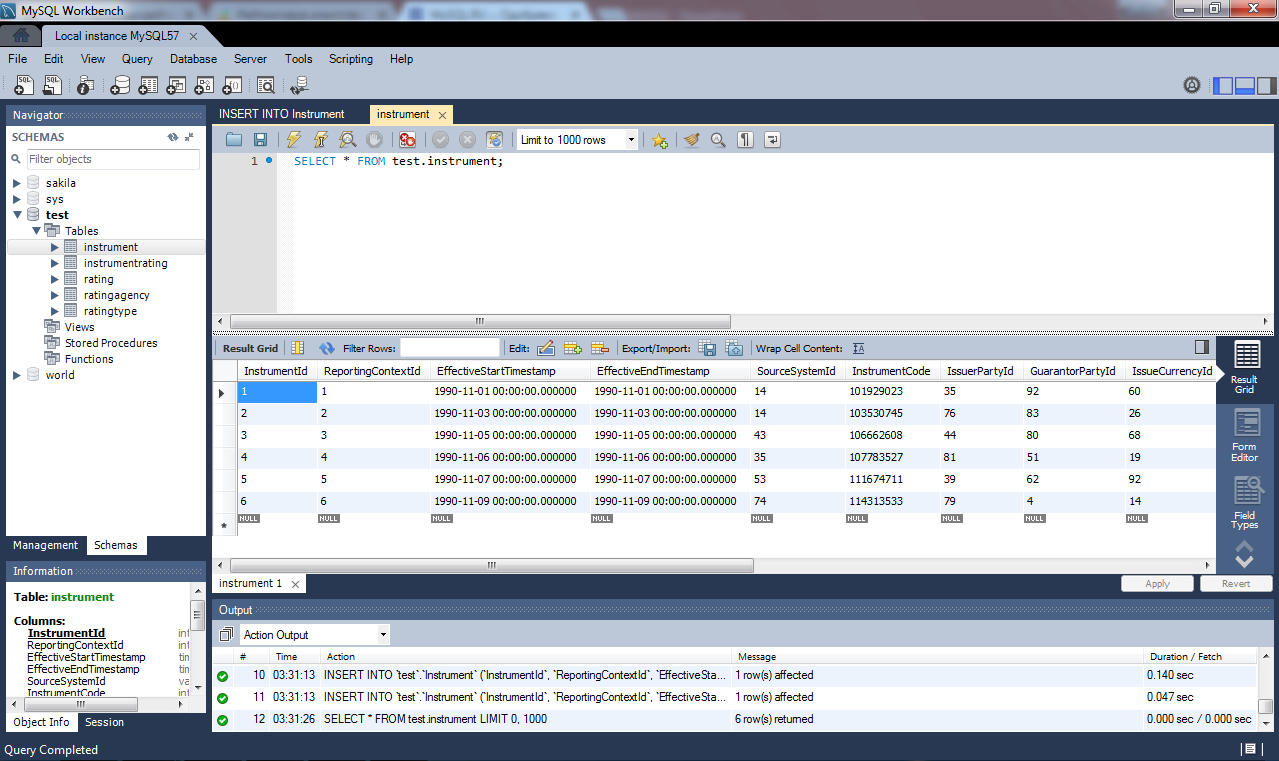 MySQL Workbench
Local instance MySQL57
File Edit View Query Database Server Tools Scripting Help
Navigator
SCHEMAS
Filter objects
sakila
sys
test
Tables
instrument
instrumentrating
rating
ratingagency
ratingtype
Views
Stored Procedures
Functions
world
Management Schemas
Information
Table: instrument
Columns:
InstrumentId int
ReportingContextId int
EffectiveStartTimestamp tim
EffectiveEndTimestamp tim
SourceSystemId va
InstrumentCode int
Object Info Session
INSERT INTO Instrument instrument
Limit to 1000 rows
1 SELECT * FROM test.instrument;
Result Grid Filter Rows: Edit: Export/Import: Wrap Cell Content:
InstrumentId ReportingContextId EffectiveStartTimestamp EffectiveEndTimestamp SourceSystemId InstrumentCode IssuerPartyId GuarantorPartyId IssueCurrencyId
1 1 1990-11-01 00:00:00.000000 1990-11-01 00:00:00.000000 14 101929023 35 92 60
2 2 1990-11-03 00:00:00.000000 1990-11-03 00:00:00.000000 14 103530745 76 83 26
3 3 1990-11-05 00:00:00.000000 1990-11-05 00:00:00.000000 43 106662608 44 80 68
4 4 1990-11-06 00:00:00.000000 1990-11-06 00:00:00.000000 35 107783527 81 51 19
5 5 1990-11-07 00:00:00.000000 1990-11-07 00:00:00.000000 53 111674711 39 62 92
6 6 1990-11-09 00:00:00.000000 1990-11-09 00:00:00.000000 74 114313533 79 4 14
* NULL NULL NULL NULL NULL NULL NULL NULL NULL
Result
Grid
Form
Editor
Field
Types
instrument 1
Apply Revert
Output
Action Output
# Time Action Message Duration / Fetch
10 03:31:13 INSERT INTO `test`.`Instrument` (`InstrumentId`, `ReportingContextId`, `EffectiveSta... 1 row(s) affected 0.140 sec
11 03:31:13 INSERT INTO `test`.`Instrument` (`InstrumentId`, `ReportingContextId`, `EffectiveSta... 1 row(s) affected 0.047 sec
12 03:31:26 SELECT * FROM test.instrument LIMIT 0, 1000 6 row(s) returned 0.000 sec / 0.000 sec
Query Completed